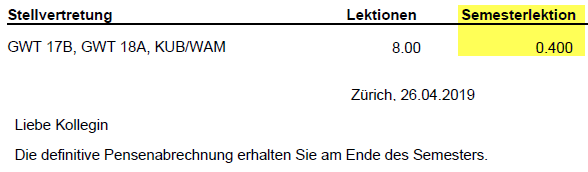 Stellvertretung Lektionen Semesterlektion
GWT 17B, GWT 18A, KUB/WAM 8.00 0.400
Zürich, 26.04.2019
Liebe Kollegin
Die definitive Pensenabrechnung erhalten Sie am Ende des Semesters.